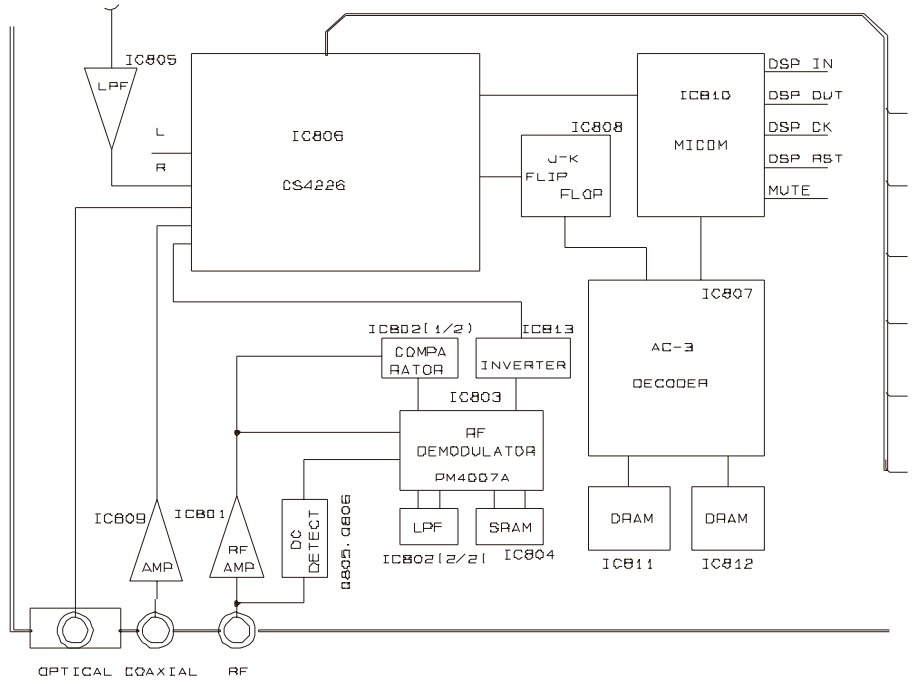 IC805
LPF
L
R
IC806
CS4226
IC808
J-K
FLIP
FLOP
IC810
MICOM
DSP IN
DSP OUT
DSP CK
DSP RST
MUTE
IC807
AC-3
DECODER
IC802(1/2)
COMPA
RATOR
IC813
INVERTER
IC803
RF
DEMODULATOR
PM4007A
LPF
SRAM
IC802(2/2(
IC804
DRAM
DRAM
IC811
IC812
IC809
AMP
IC801
RF
AMP
DC
DETECT
Q805, Q806
OPTICAL
COAXIAL
RF